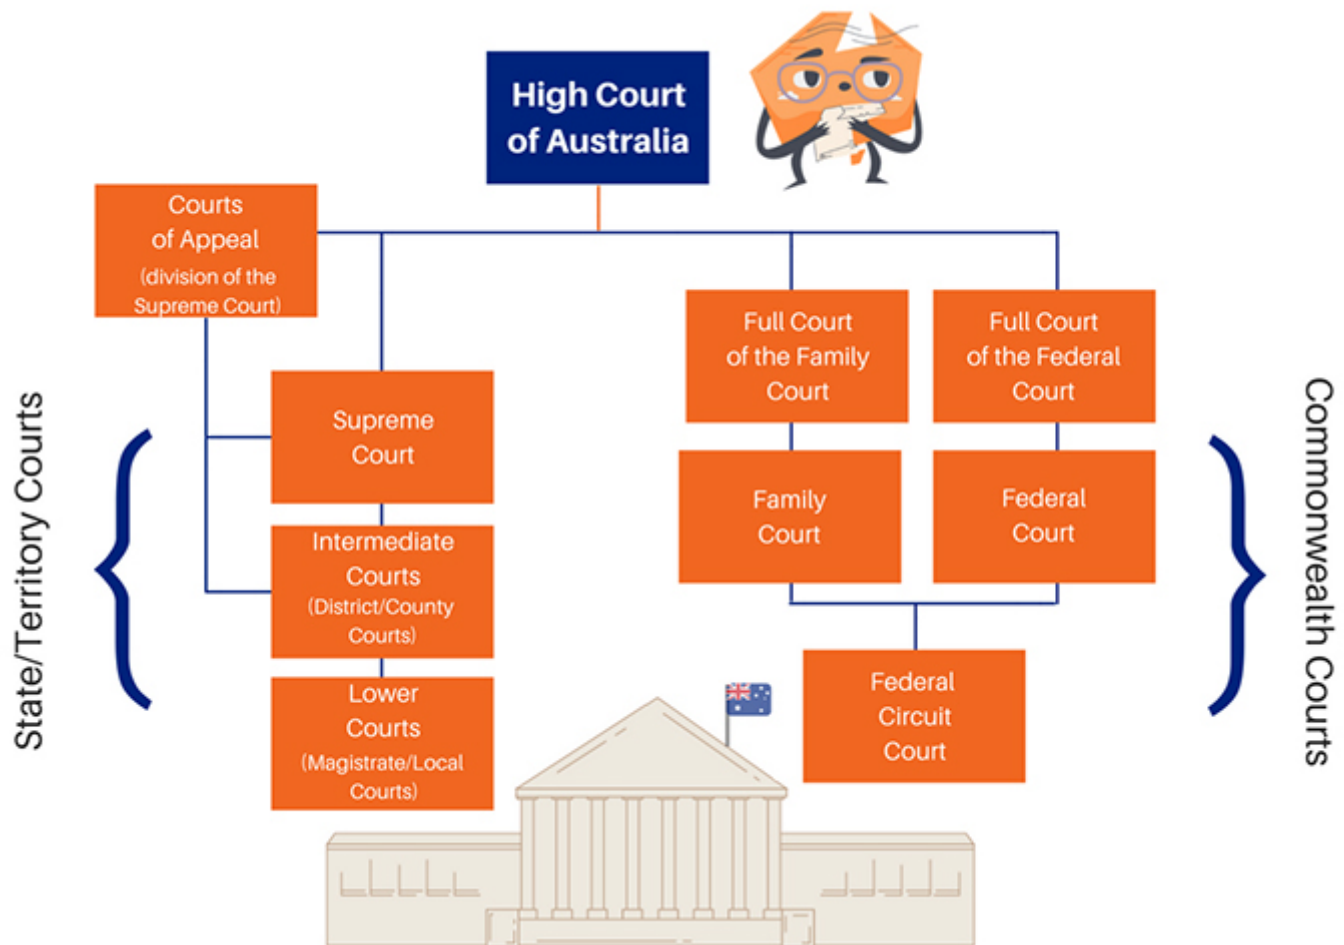 High Court
of Australia
Courts
of Appeal
(division of the
Supreme Court)
Full Court
of the Family
Court
Full Court
of the Federal
Court
Supreme
Court
Family
Court
Federal
Court
Intermediate
Courts
(District/County
Courts)
Lower
Courts
(Magistrate/Local
Courts)
Federal
Circuit
Court
State/Territory Courts
Commonwealth Courts